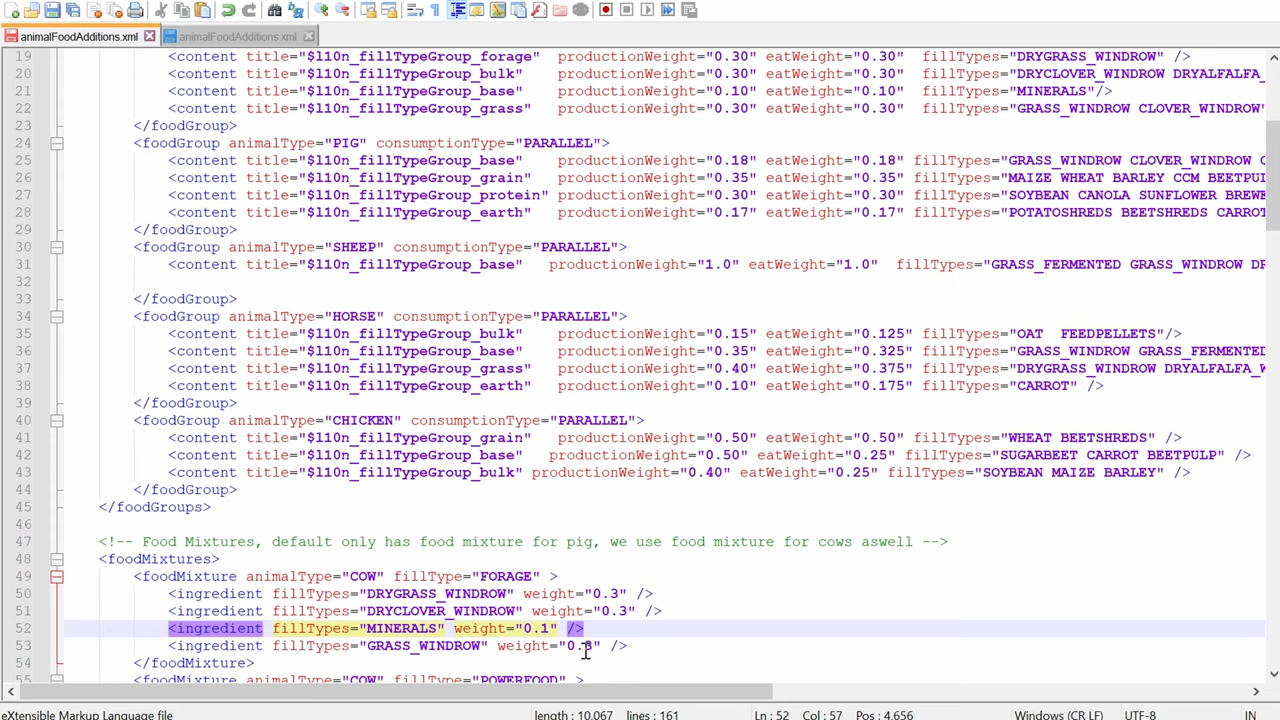 animalFoodAdditions.xml animalFoodAdditions.xml
19 <content title="$l10n_fillTypeGroup_forage" productionWeight="0.30" eatWeight="0.30" fillTypes="DRYGRASS_WINDROW" />
20 <content title="$l10n_fillTypeGroup_bulk" productionWeight="0.30" eatWeight="0.30" fillTypes="DRYCLOVER_WINDROW DRYALFALFA_
21 <content title="$l10n_fillTypeGroup_base" productionWeight="0.10" eatWeight="0.10" fillTypes="MINERALS"/>
22 <content title="$l10n_fillTypeGroup_grass" productionWeight="0.30" eatWeight="0.30" fillTypes="GRASS_WINDROW CLOVER_WINDROW"
23 </foodGroup>
24 <foodGroup animalType="PIG" consumptionType="PARALLEL">
25 <content title="$l10n_fillTypeGroup_base" productionWeight="0.18" eatWeight="0.18" fillTypes="GRASS_WINDROW CLOVER_WINDROW
26 <content title="$l10n_fillTypeGroup_grain" productionWeight="0.35" eatWeight="0.35" fillTypes="MAIZE WHEAT BARLEY CCM BEETPUL
27 <content title="$l10n_fillTypeGroup_protein" productionWeight="0.30" eatWeight="0.30" fillTypes="SOYBEAN CANOLA SUNFLOWER BREWE
28 <content title="$l10n_fillTypeGroup_earth" productionWeight="0.17" eatWeight="0.17" fillTypes="POTATOSHREDS BEETSHREDS CARROT
29 </foodGroup>
30 <foodGroup animalType="SHEEP" consumptionType="PARALLEL">
31 <content title="$l10n_fillTypeGroup_base" productionWeight="1.0" eatWeight="1.0" fillTypes="GRASS_FERMENTED GRASS_WINDROW DR
32
33 </foodGroup>
34 <foodGroup animalType="HORSE" consumptionType="PARALLEL">
35 <content title="$l10n_fillTypeGroup_bulk" productionWeight="0.15" eatWeight="0.125" fillTypes="OAT FEEDPELLETS"/>
36 <content title="$l10n_fillTypeGroup_base" productionWeight="0.35" eatWeight="0.325" fillTypes="GRASS_WINDROW GRASS_FERMENTED
37 <content title="$l10n_fillTypeGroup_grass" productionWeight="0.40" eatWeight="0.375" fillTypes="DRYGRASS_WINDROW DRYALFALFA_W
38 <content title="$l10n_fillTypeGroup_earth" productionWeight="0.10" eatWeight="0.175" fillTypes="CARROT" />
39 </foodGroup>
40 <foodGroup animalType="CHICKEN" consumptionType="PARALLEL">
41 <content title="$l10n_fillTypeGroup_grain" productionWeight="0.50" eatWeight="0.50" fillTypes="WHEAT BEETSHREDS" />
42 <content title="$l10n_fillTypeGroup_base" productionWeight="0.50" eatWeight="0.25" fillTypes="SUGARBEET CARROT BEETPULP" />
43 <content title="$l10n_fillTypeGroup_bulk" productionWeight="0.40" eatWeight="0.25" fillTypes="SOYBEAN MAIZE BARLEY" />
44 </foodGroup>
45 </foodGroups>
46
47 <!-- Food Mixtures, default only has food mixture for pig, we use food mixture for cows aswell -->
48 <foodMixtures>
49 <foodMixture animalType="COW" fillType="FORAGE" >
50 <ingredient fillTypes="DRYGRASS_WINDROW" weight="0.3" />
51 <ingredient fillTypes="DRYCLOVER_WINDROW" weight="0.3" />
52 <ingredient fillTypes="MINERALS" weight="0.1" />
53 <ingredient fillTypes="GRASS_WINDROW" weight="0.3" />
54 </foodMixture>
55 <foodMixture animalType="COW" fillType="POWERFOOD" >
eXtensible Markup Language file length : 10.067 lines : 161 Ln : 52 Col : 57 Pos : 4.656 Windows (CR LF) UTF-8 IN